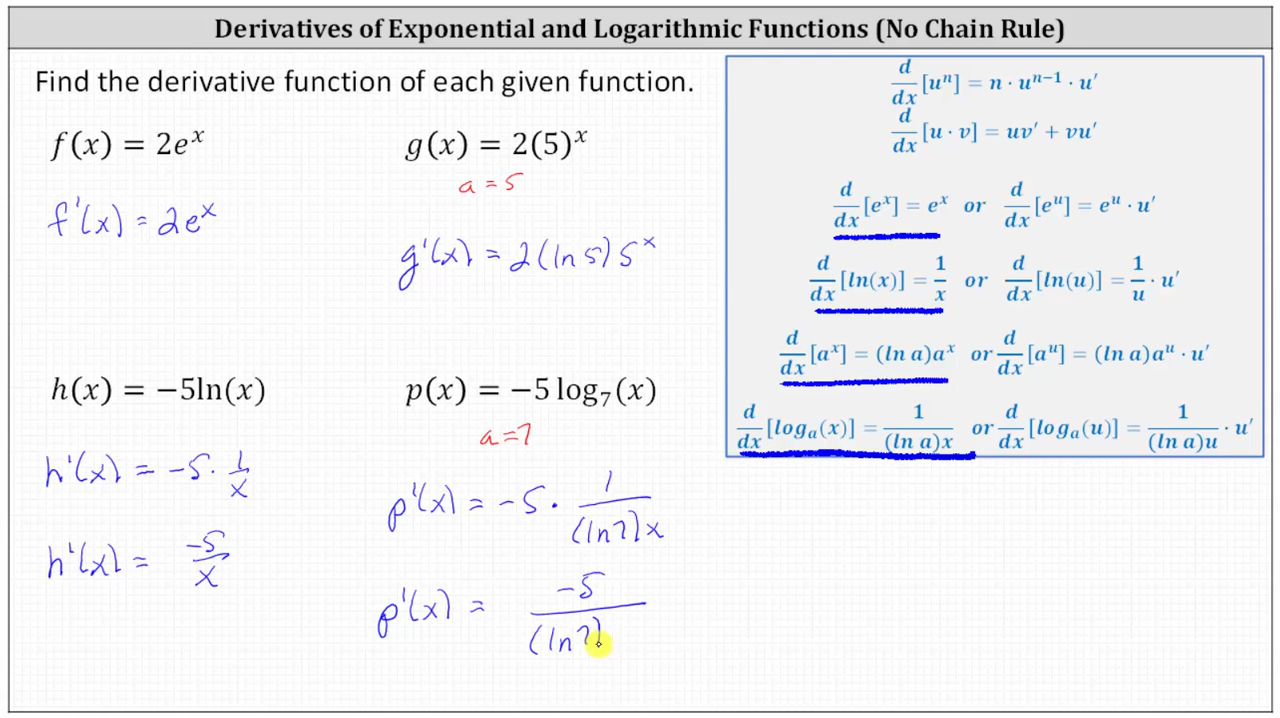 Derivatives of Exponential and Logarithmic Functions (No Chain Rule)
Find the derivative function of each given function.
f(x) = 2e^x
f'(x) = 2e^x
g(x) = 2(5)^x
a = 5
g'(x) = 2(ln 5) 5^x
h(x) = −5ln(x)
h'(x) = -5 · 1/x
h'(x) = -5/x
p(x) = −5 log₇(x)
a = 7
p'(x) = -5 · 1/((ln 7)x)
p'(x) = -5/(ln 7)
d/dx [u^n] = n · u^(n−1) · u'
d/dx [u · v] = uv' + vu'
d/dx [e^x] = e^x or d/dx [e^u] = e^u · u'
d/dx [ln(x)] = 1/x or d/dx [ln(u)] = 1/u · u'
d/dx [a^x] = (ln a)a^x or d/dx [a^u] = (ln a)a^u · u'
d/dx [logₐ(x)] = 1/((ln a)x) or d/dx [logₐ(u)] = 1/((ln a)u) · u'